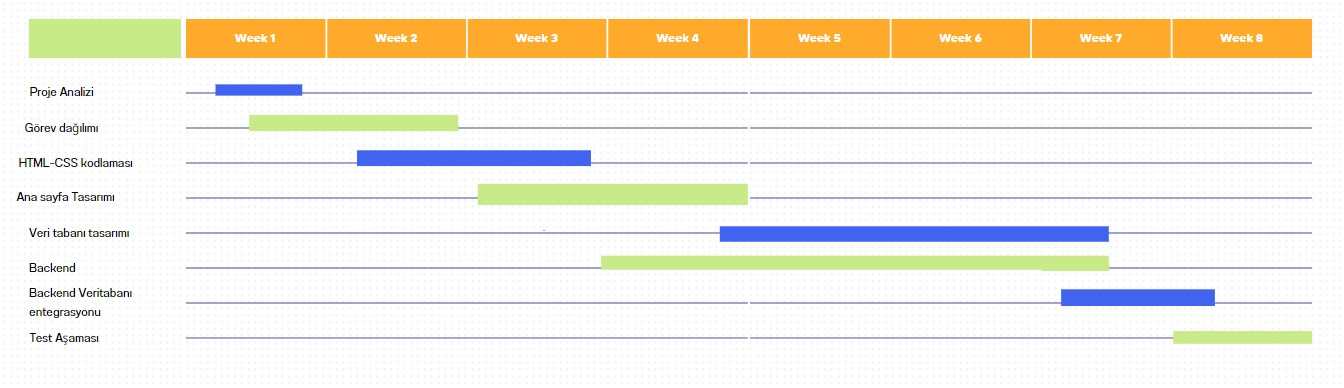 Week 1 Week 2 Week 3 Week 4 Week 5 Week 6 Week 7 Week 8
Proje Analizi
Görev dağılımı
HTML-CSS kodlaması
Ana sayfa Tasarımı
Veri tabanı tasarımı
Backend
Backend Veritabanı
entegrasyonu
Test Aşaması